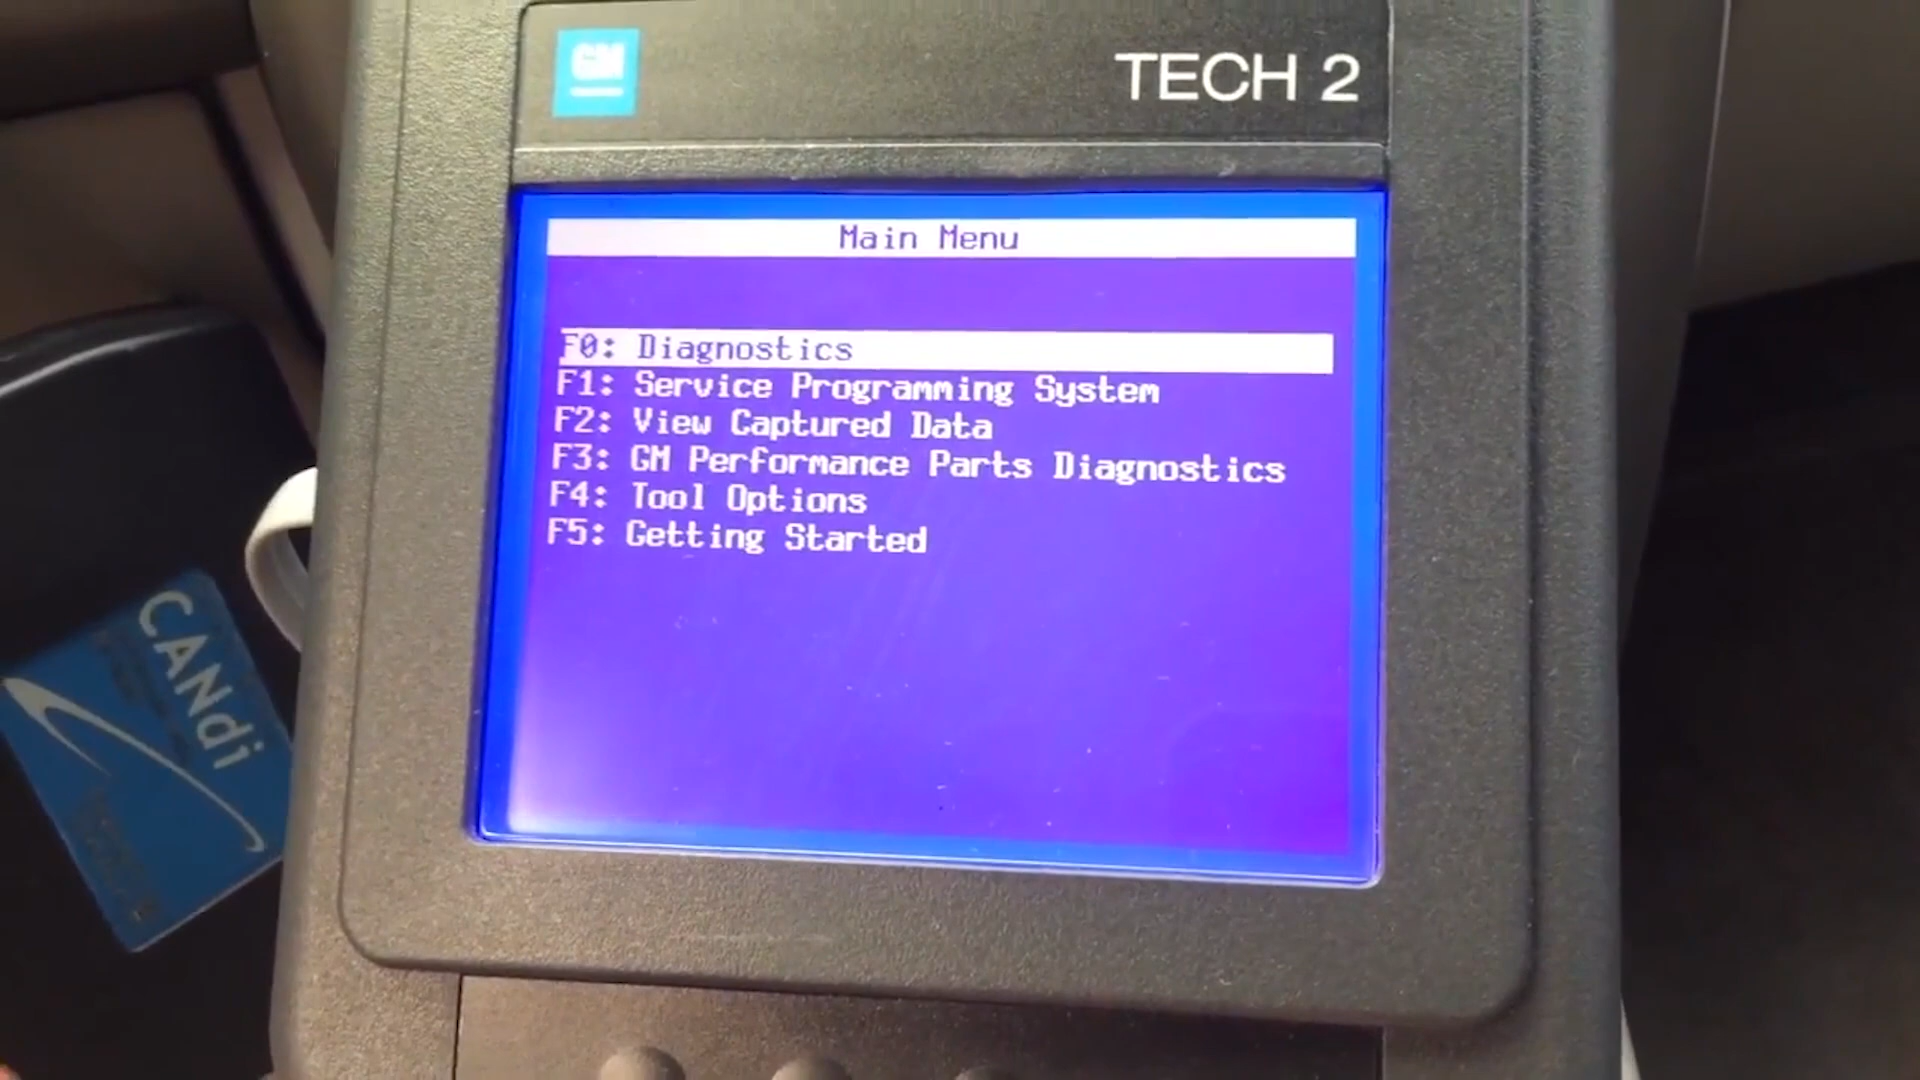 GM
TECH 2
Main Menu
F0: Diagnostics
F1: Service Programming System
F2: View Captured Data
F3: GM Performance Parts Diagnostics
F4: Tool Options
F5: Getting Started
CANdi